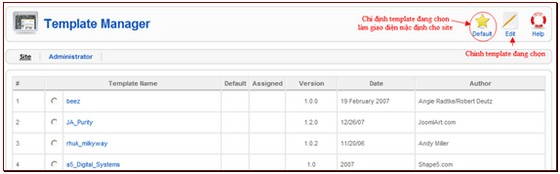 Template Manager
Chỉ định template đang chọn
làm giao diện mặc định cho site
Default Edit Help
Chỉnh template đang chọn
Site Administrator
# Template Name Default Assigned Version Date Author
1 beez 1.0.0 19 February 2007 Angie Radtke/Robert Deutz
2 JA_Purity 1.2.0 12/26/07 JoomlArt.com
3 rhuk_milkyway 1.0.2 11/20/06 Andy Miller
4 a5_Digital_Systems 1.0 2007 Shape5.com